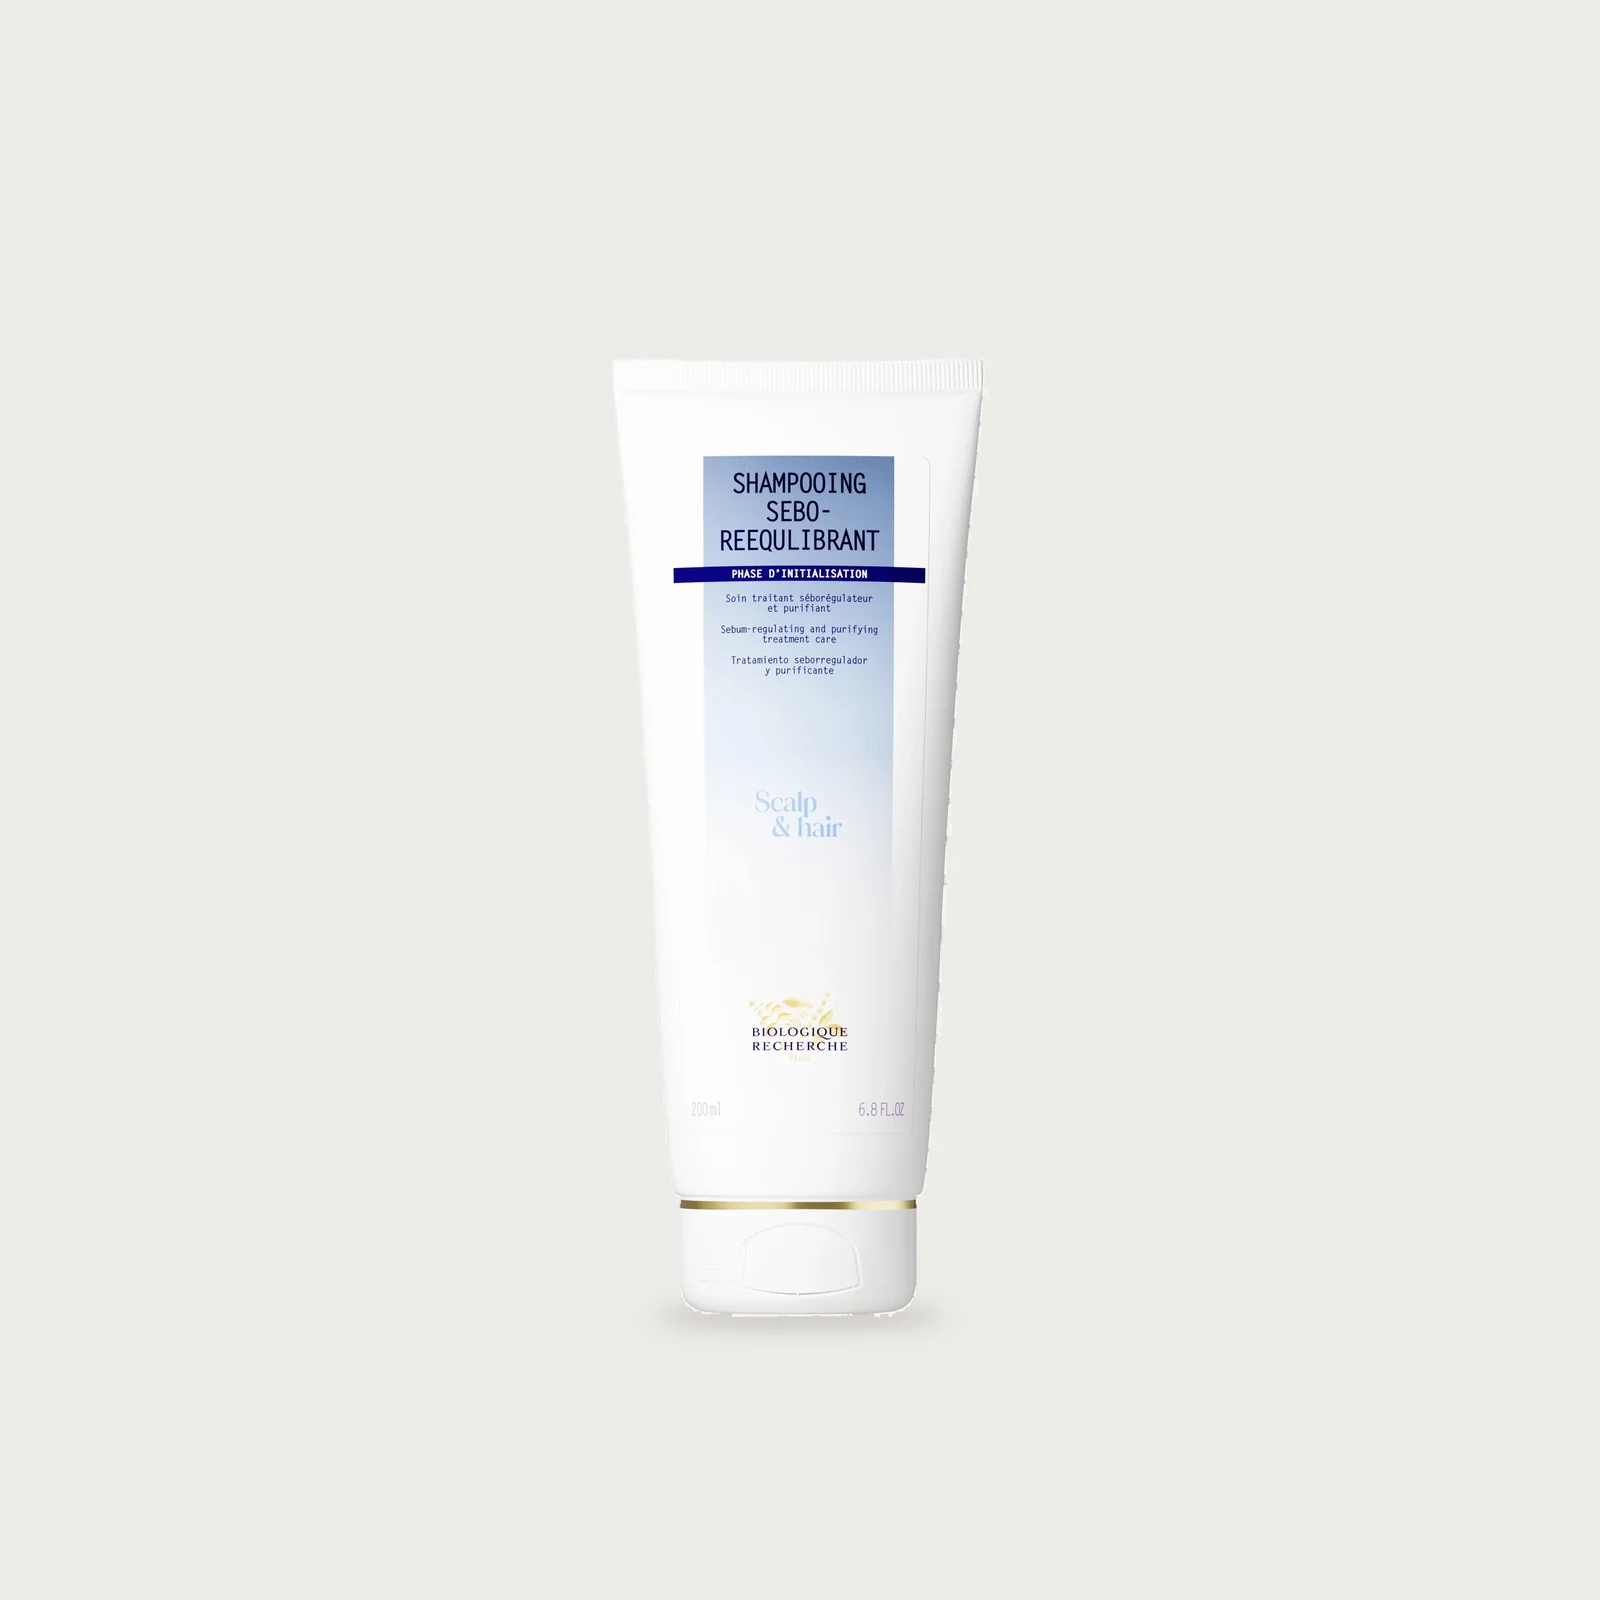 SHAMPOOING
SEBO-
REEQULIBRANT
PHASE D'INITIALISATION
Soin traitant séborégulateur
et purifiant
Sebum-regulating and purifying
treatment care
Tratamiento seborregulador
y purificante
Scalp
& hair
BIOLOGIQUE
RECHERCHE
PARIS
200 ml
6.8 FL.OZ